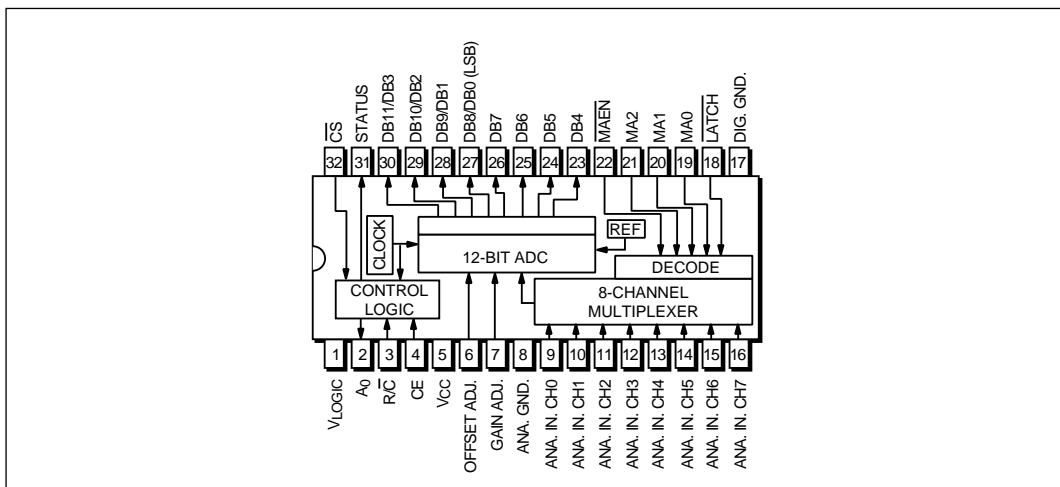 CS
STATUS
DB11/DB3
DB10/DB2
DB9/DB1
DB8/DB0 (LSB)
DB7
DB6
DB5
DB4
MAEN
MA2
MA1
MA0
LATCH
DIG. GND.
32 31 30 29 28 27 26 25 24 23 22 21 20 19 18 17
CLOCK
12-BIT ADC
REF
DECODE
CONTROL
LOGIC
8-CHANNEL
MULTIPLEXER
1 2 3 4 5 6 7 8 9 10 11 12 13 14 15 16
VLOGIC
A0
R/C
CE
VCC
OFFSET ADJ.
GAIN ADJ.
ANA. GND.
ANA. IN. CH0
ANA. IN. CH1
ANA. IN. CH2
ANA. IN. CH3
ANA. IN. CH4
ANA. IN. CH5
ANA. IN. CH6
ANA. IN. CH7